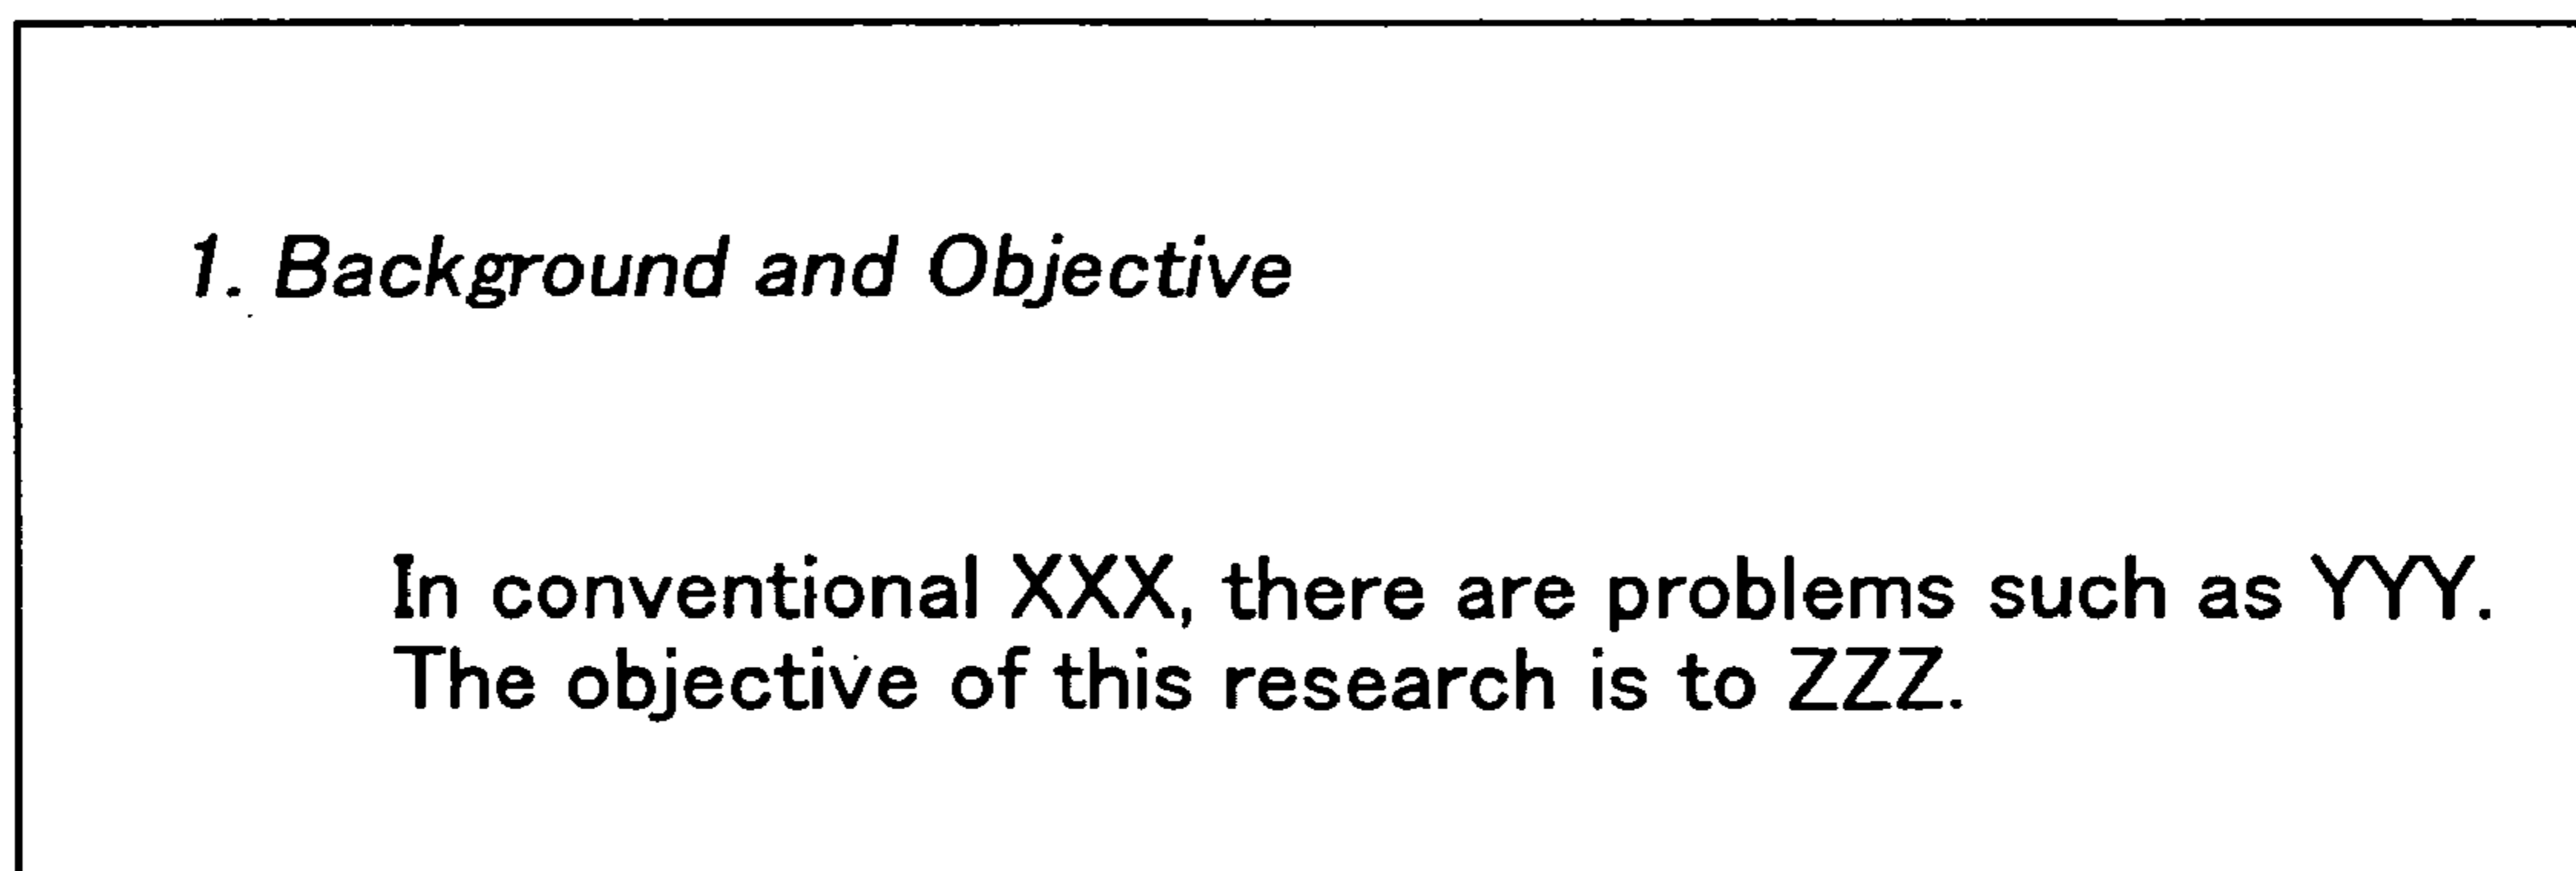 1. Background and Objective
In conventional XXX, there are problems such as YYY.
The objective of this research is to ZZZ.